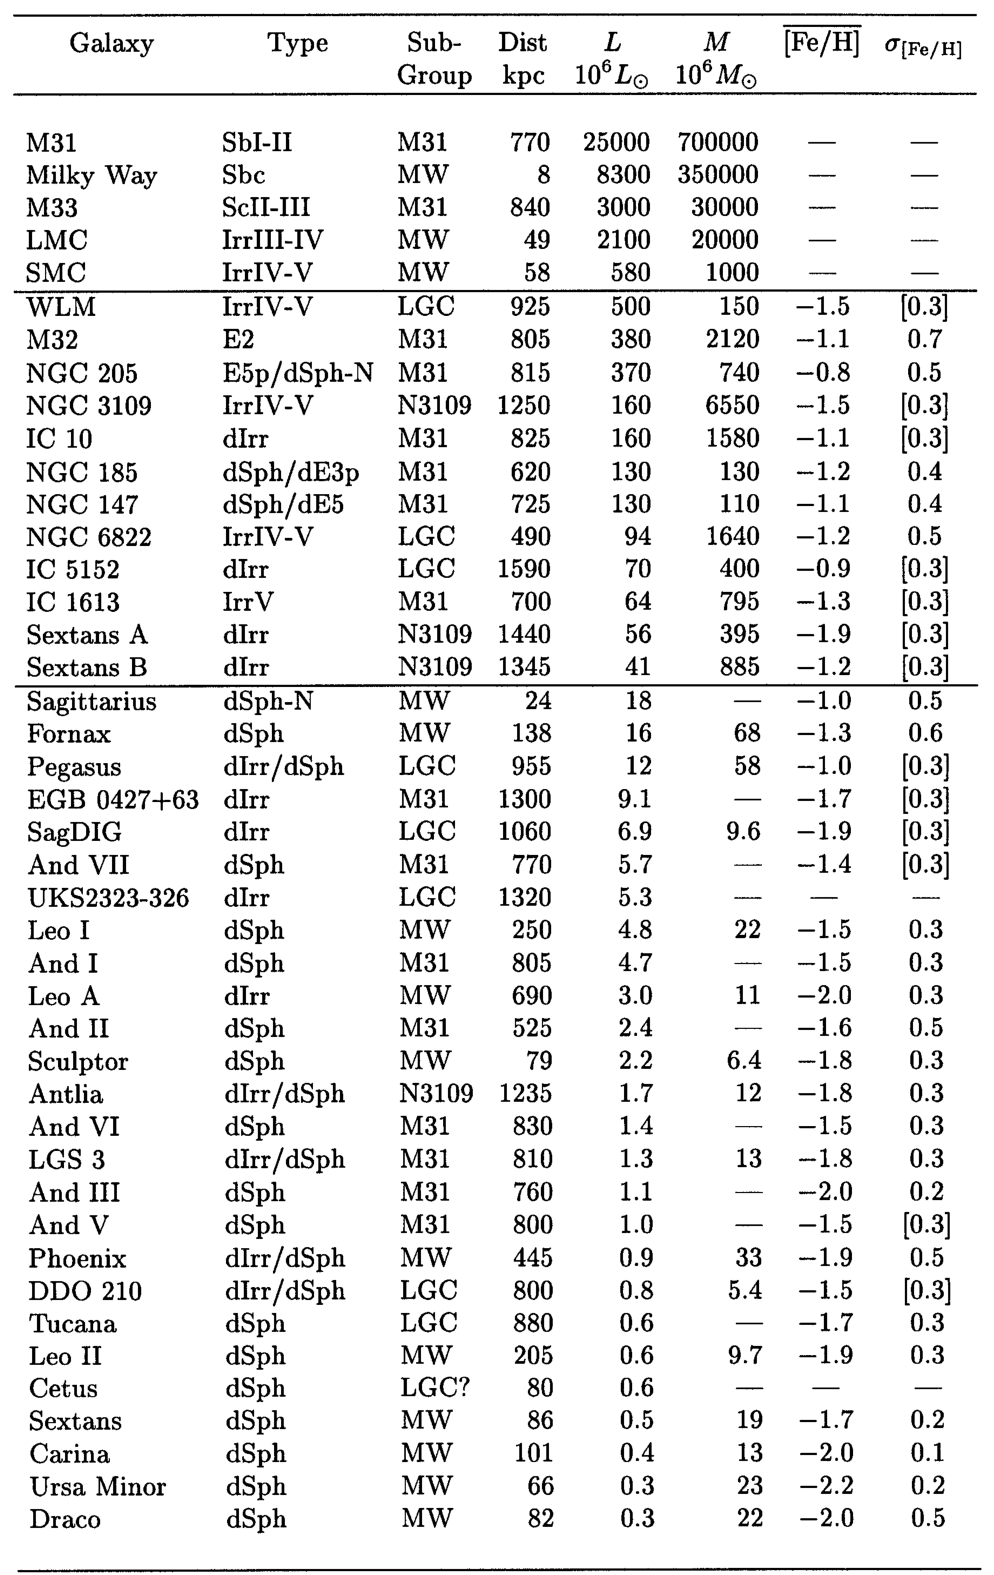 Galaxy Type Sub- Dist L M [Fe/H] σ[Fe/H]
Group kpc 10⁶L⊙ 10⁶M⊙
M31 SbI-II M31 770 25000 700000 — —
Milky Way Sbc MW 8 8300 350000 — —
M33 ScII-III M31 840 3000 30000 — —
LMC IrrIII-IV MW 49 2100 20000 — —
SMC IrrIV-V MW 58 580 1000 — —
WLM IrrIV-V LGC 925 500 150 −1.5 [0.3]
M32 E2 M31 805 380 2120 −1.1 0.7
NGC 205 E5p/dSph-N M31 815 370 740 −0.8 0.5
NGC 3109 IrrIV-V N3109 1250 160 6550 −1.5 [0.3]
IC 10 dIrr M31 825 160 1580 −1.1 [0.3]
NGC 185 dSph/dE3p M31 620 130 130 −1.2 0.4
NGC 147 dSph/dE5 M31 725 130 110 −1.1 0.4
NGC 6822 IrrIV-V LGC 490 94 1640 −1.2 0.5
IC 5152 dIrr LGC 1590 70 400 −0.9 [0.3]
IC 1613 IrrV M31 700 64 795 −1.3 [0.3]
Sextans A dIrr N3109 1440 56 395 −1.9 [0.3]
Sextans B dIrr N3109 1345 41 885 −1.2 [0.3]
Sagittarius dSph-N MW 24 18 — −1.0 0.5
Fornax dSph MW 138 16 68 −1.3 0.6
Pegasus dIrr/dSph LGC 955 12 58 −1.0 [0.3]
EGB 0427+63 dIrr M31 1300 9.1 — −1.7 [0.3]
SagDIG dIrr LGC 1060 6.9 9.6 −1.9 [0.3]
And VII dSph M31 770 5.7 — −1.4 [0.3]
UKS2323-326 dIrr LGC 1320 5.3 — — —
Leo I dSph MW 250 4.8 22 −1.5 0.3
And I dSph M31 805 4.7 — −1.5 0.3
Leo A dIrr MW 690 3.0 11 −2.0 0.3
And II dSph M31 525 2.4 — −1.6 0.5
Sculptor dSph MW 79 2.2 6.4 −1.8 0.3
Antlia dIrr/dSph N3109 1235 1.7 12 −1.8 0.3
And VI dSph M31 830 1.4 — −1.5 0.3
LGS 3 dIrr/dSph M31 810 1.3 13 −1.8 0.3
And III dSph M31 760 1.1 — −2.0 0.2
And V dSph M31 800 1.0 — −1.5 [0.3]
Phoenix dIrr/dSph MW 445 0.9 33 −1.9 0.5
DDO 210 dIrr/dSph LGC 800 0.8 5.4 −1.5 [0.3]
Tucana dSph LGC 880 0.6 — −1.7 0.3
Leo II dSph MW 205 0.6 9.7 −1.9 0.3
Cetus dSph LGC? 80 0.6 — — —
Sextans dSph MW 86 0.5 19 −1.7 0.2
Carina dSph MW 101 0.4 13 −2.0 0.1
Ursa Minor dSph MW 66 0.3 23 −2.2 0.2
Draco dSph MW 82 0.3 22 −2.0 0.5